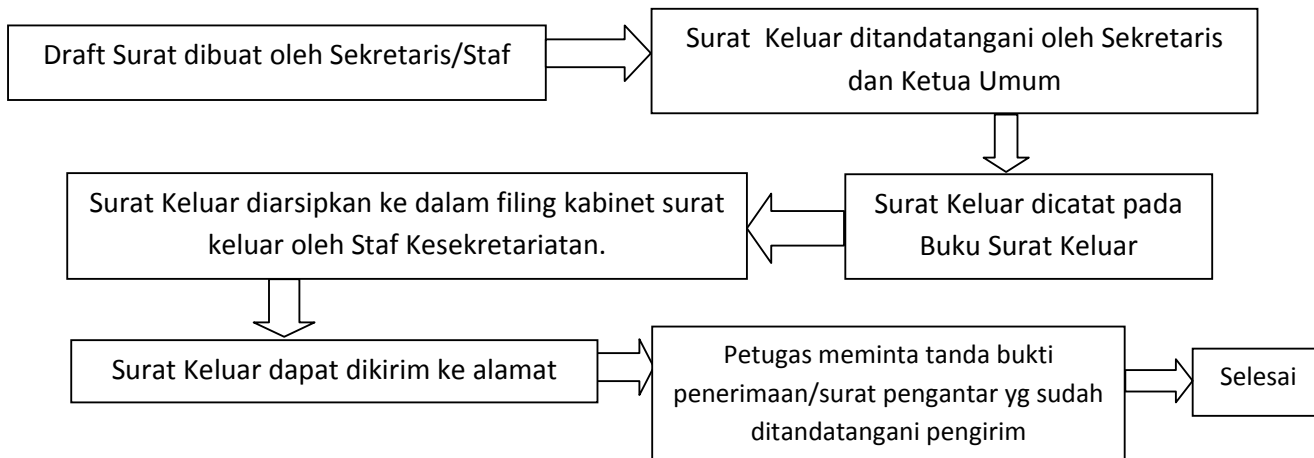 Draft Surat dibuat oleh Sekretaris/Staf
Surat Keluar ditandatangani oleh Sekretaris
dan Ketua Umum
Surat Keluar dicatat pada
Buku Surat Keluar
Surat Keluar diarsipkan ke dalam filing kabinet surat
keluar oleh Staf Kesekretariatan.
Surat Keluar dapat dikirim ke alamat
Petugas meminta tanda bukti
penerimaan/surat pengantar yg sudah
ditandatangani pengirim
Selesai